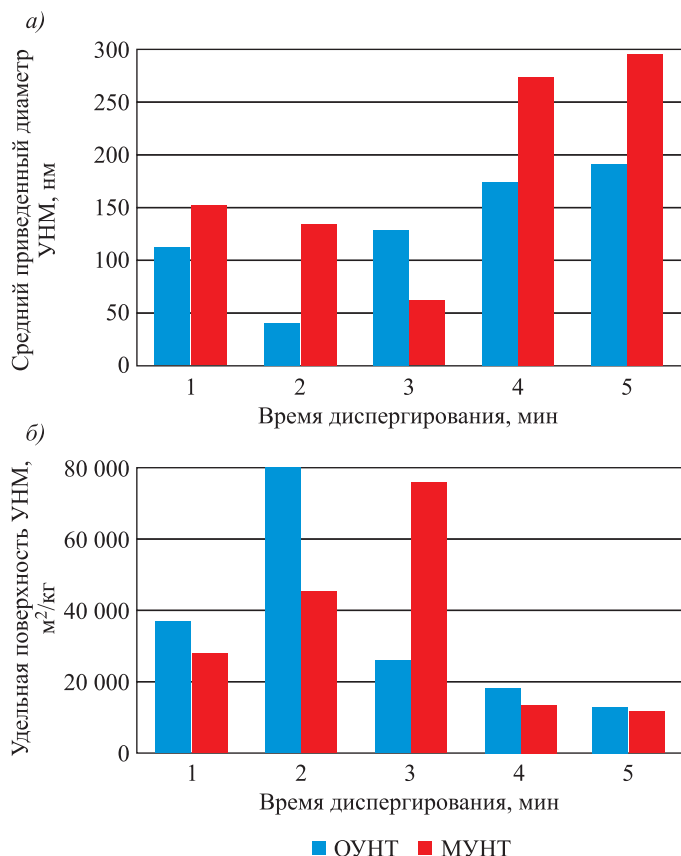 а)
Средний приведенный диаметр
УНМ, нм
300
250
200
150
100
50
0
1 2 3 4 5
Время диспергирования, мин
б)
Удельная поверхность УНМ,
м²/кг
80 000
60 000
40 000
20 000
0
1 2 3 4 5
Время диспергирования, мин
ОУНТ МУНТ